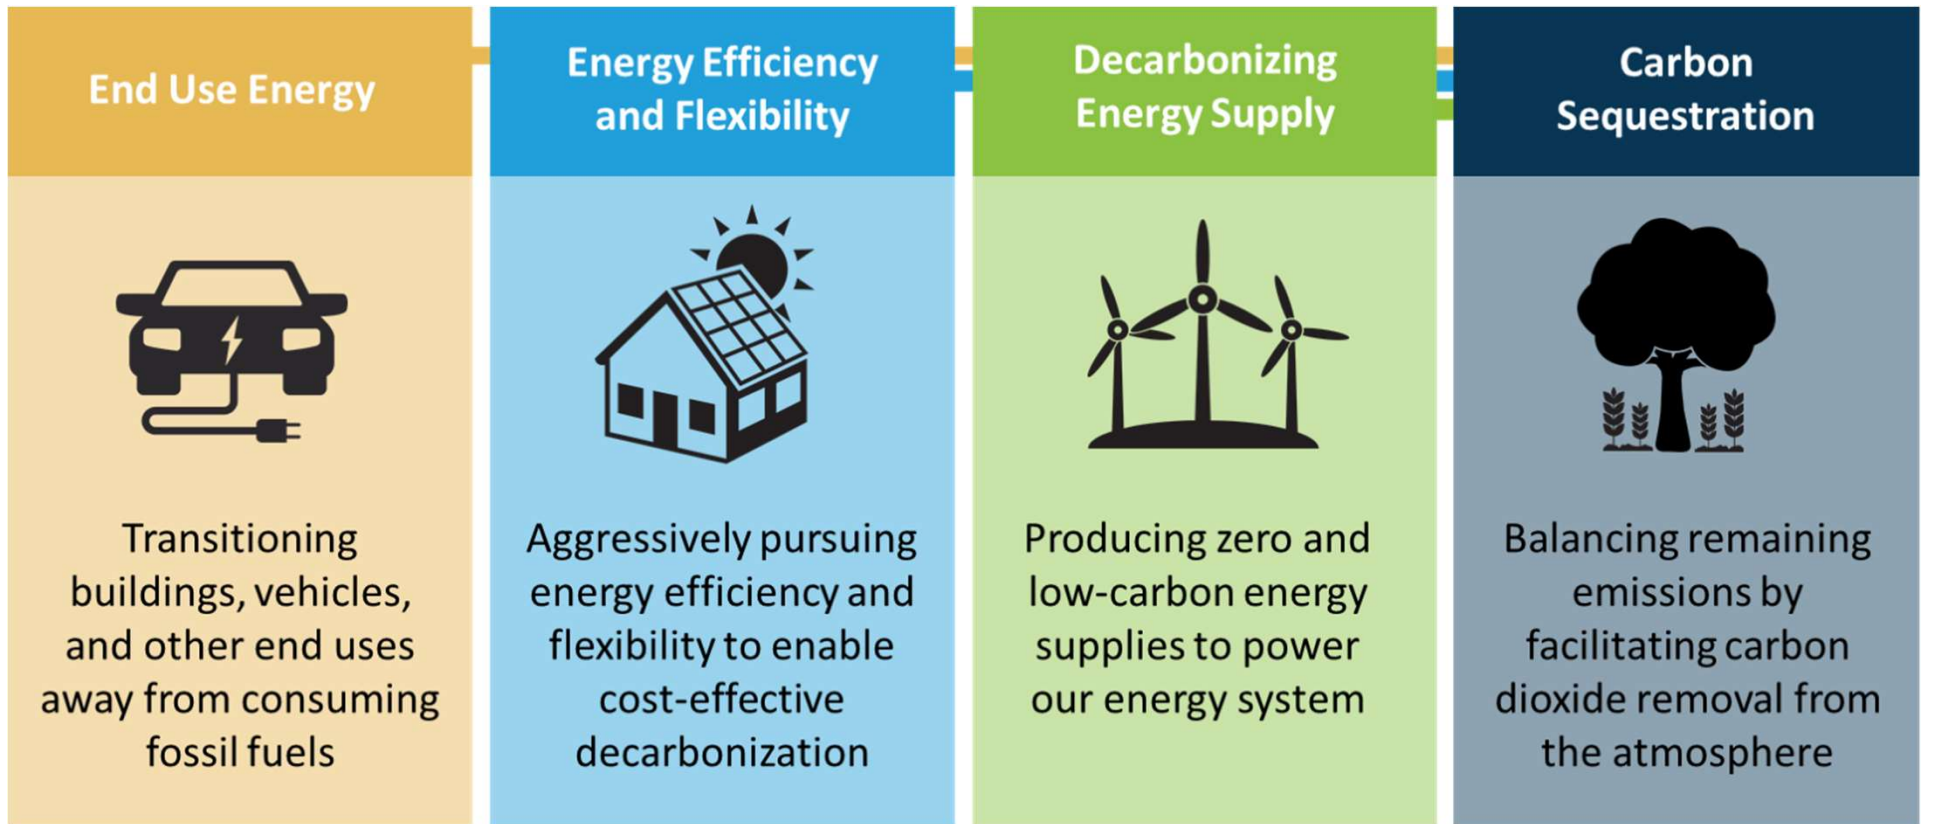 End Use Energy
Transitioning
buildings, vehicles,
and other end uses
away from consuming
fossil fuels
Energy Efficiency
and Flexibility
Aggressively pursuing
energy efficiency and
flexibility to enable
cost-effective
decarbonization
Decarbonizing
Energy Supply
Producing zero and
low-carbon energy
supplies to power
our energy system
Carbon
Sequestration
Balancing remaining
emissions by
facilitating carbon
dioxide removal from
the atmosphere